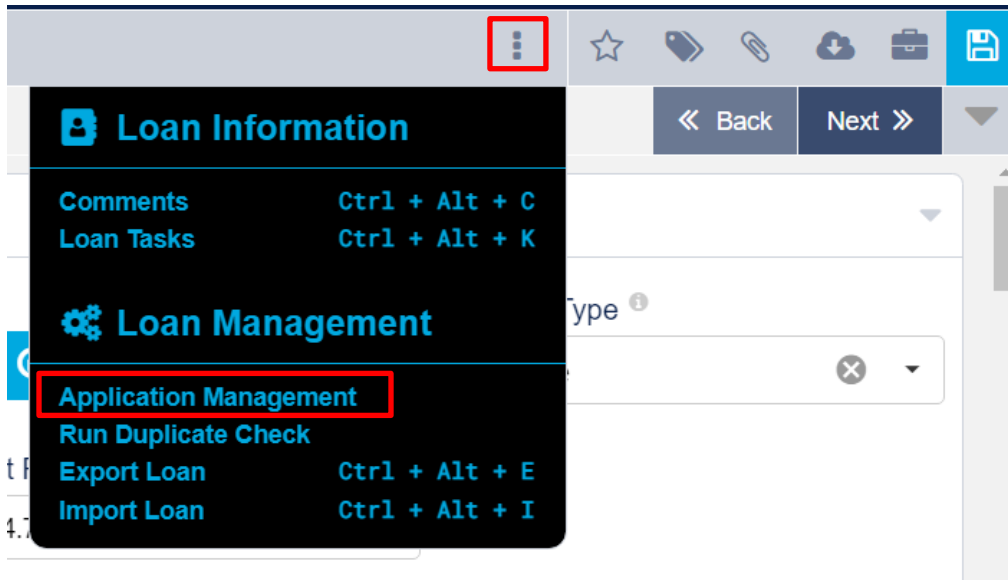 Back Next
Loan Information
Comments Ctrl + Alt + C
Loan Tasks Ctrl + Alt + K
Loan Management
Application Management
Run Duplicate Check
Export Loan Ctrl + Alt + E
Import Loan Ctrl + Alt + I